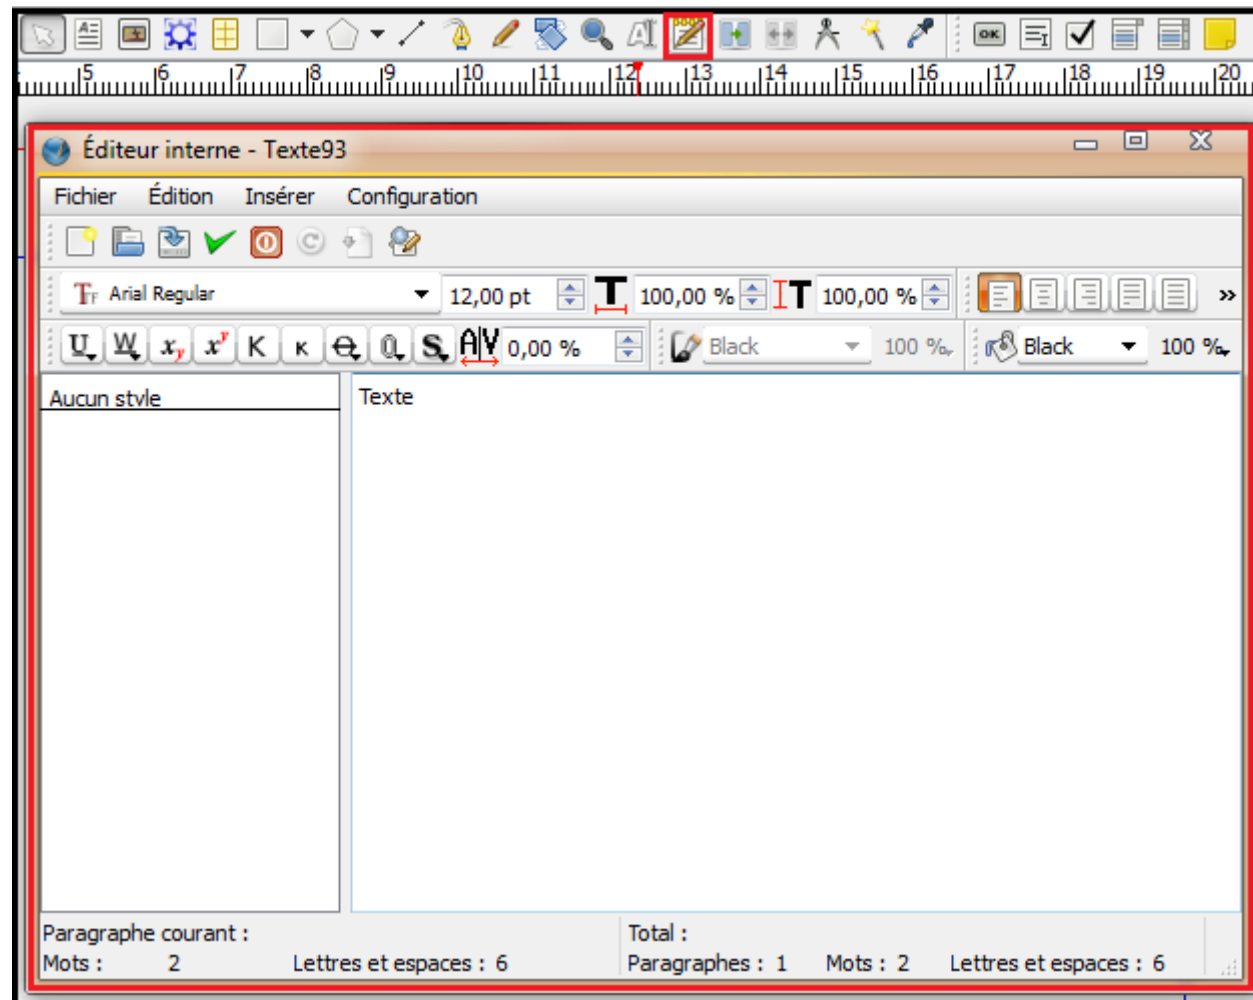 OK
5 6 7 8 9 10 11 12 13 14 15 16 17 18 19 20
Éditeur interne - Texte93
Fichier Édition Insérer Configuration
Arial Regular 12,00 pt 100,00 % 100,00 % »
U W xy xy K K O O S A|V 0,00 % Black 100 % Black 100 %
Aucun style
Texte
Paragraphe courant :
Mots : 2 Lettres et espaces : 6
Total :
Paragraphes : 1 Mots : 2 Lettres et espaces : 6